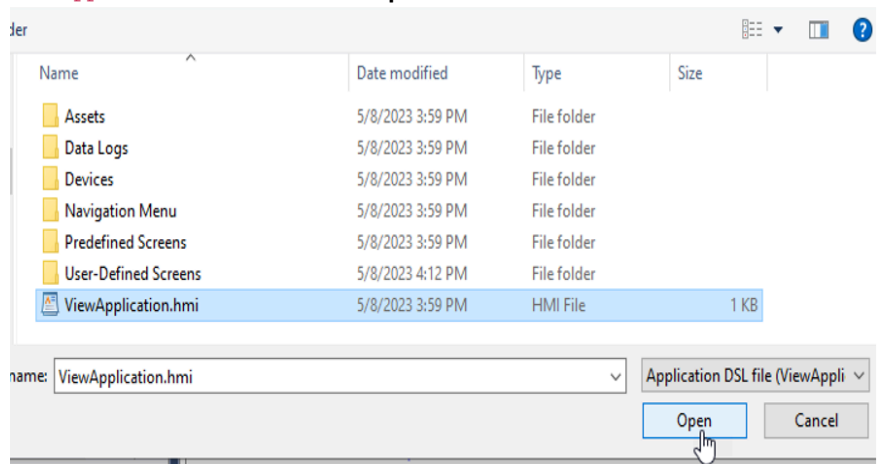 der
Name Date modified Type Size
Assets 5/8/2023 3:59 PM File folder
Data Logs 5/8/2023 3:59 PM File folder
Devices 5/8/2023 3:59 PM File folder
Navigation Menu 5/8/2023 3:59 PM File folder
Predefined Screens 5/8/2023 3:59 PM File folder
User-Defined Screens 5/8/2023 4:12 PM File folder
ViewApplication.hmi 5/8/2023 3:59 PM HMI File 1 KB
name: ViewApplication.hmi Application DSL file (ViewAppli
Open Cancel